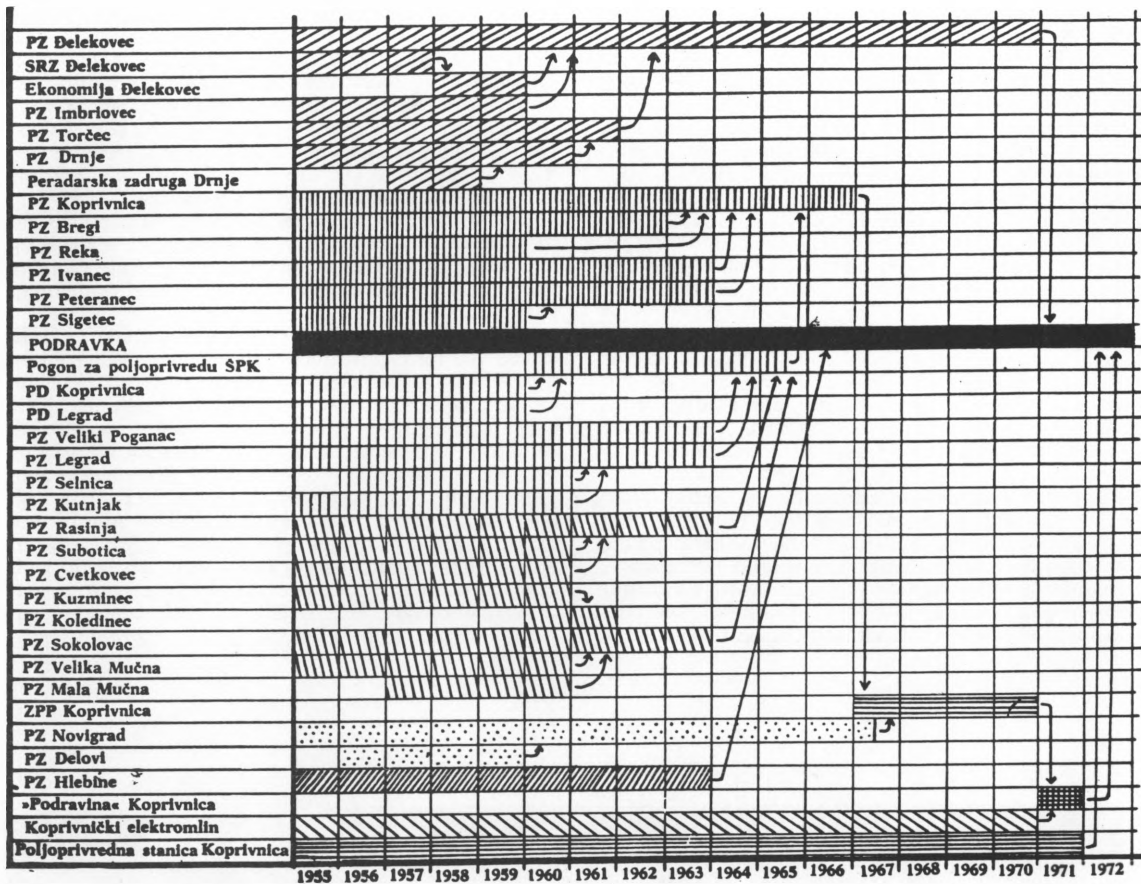 PZ Đelekovec
SRZ Đelekovec
Ekonomija Đelekovec
PZ Imbriovec
PZ Torčec
PZ Drnje
Peradarska zadruga Drnje
PZ Koprivnica
PZ Bregi
PZ Reka
PZ Ivanec
PZ Peteranec
PZ Sigetec
PODRAVKA
Pogon za poljoprivredu ŠPK
PD Koprivnica
PD Legrad
PZ Veliki Poganac
PZ Legrad
PZ Selnica
PZ Kutnjak
PZ Rasinja
PZ Subotica
PZ Cvetkovec
PZ Kuzminec
PZ Koledinec
PZ Sokolovac
PZ Velika Mučna
PZ Mala Mučna
ZPP Koprivnica
PZ Novigrad
PZ Delovi
PZ Hlebine
»Podravina« Koprivnica
Koprivnički elektromlin
Poljoprivredna stanica Koprivnica
1955 1956 1957 1958 1959 1960 1961 1962 1963 1964 1965 1966 1967 1968 1969 1970 1971 1972